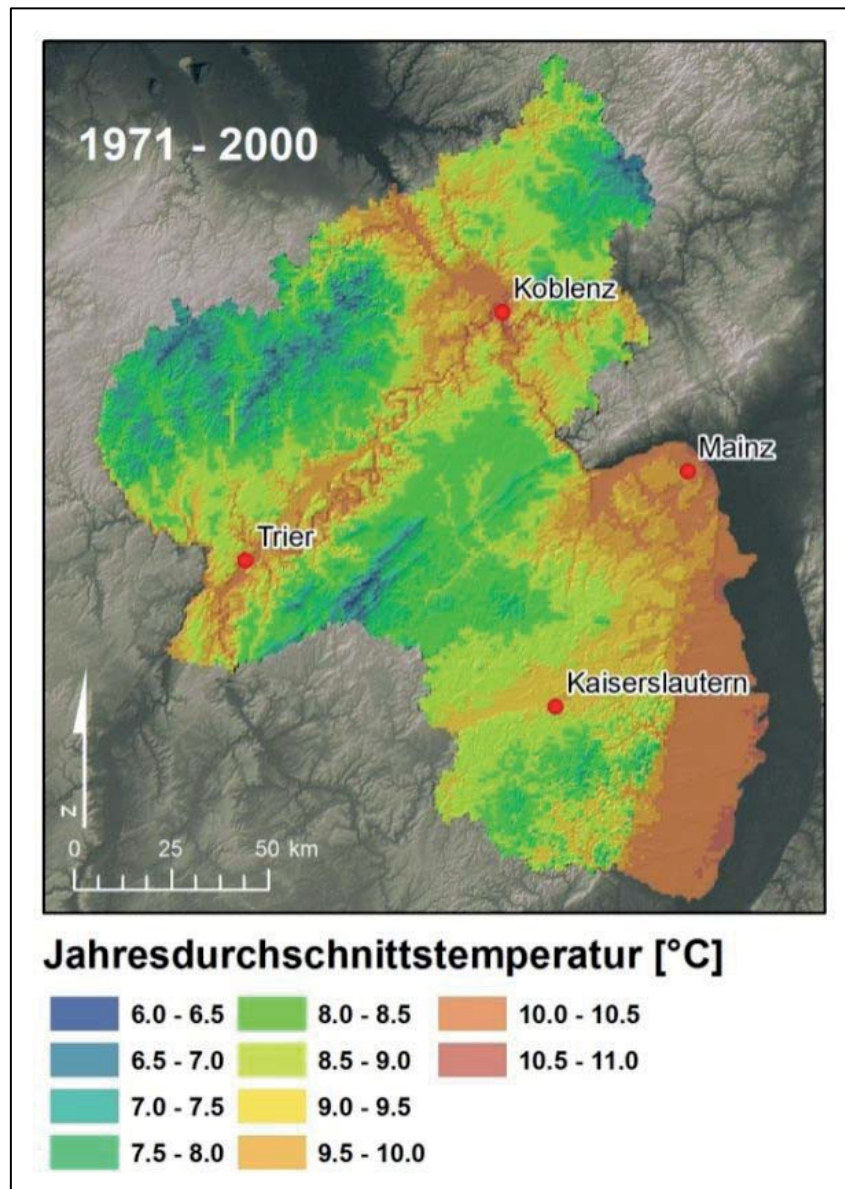 1971 - 2000
Koblenz
Mainz
Trier
Kaiserslautern
N
0 25 50 km
Jahresdurchschnittstemperatur [°C]
6.0 - 6.5 8.0 - 8.5 10.0 - 10.5
6.5 - 7.0 8.5 - 9.0 10.5 - 11.0
7.0 - 7.5 9.0 - 9.5
7.5 - 8.0 9.5 - 10.0